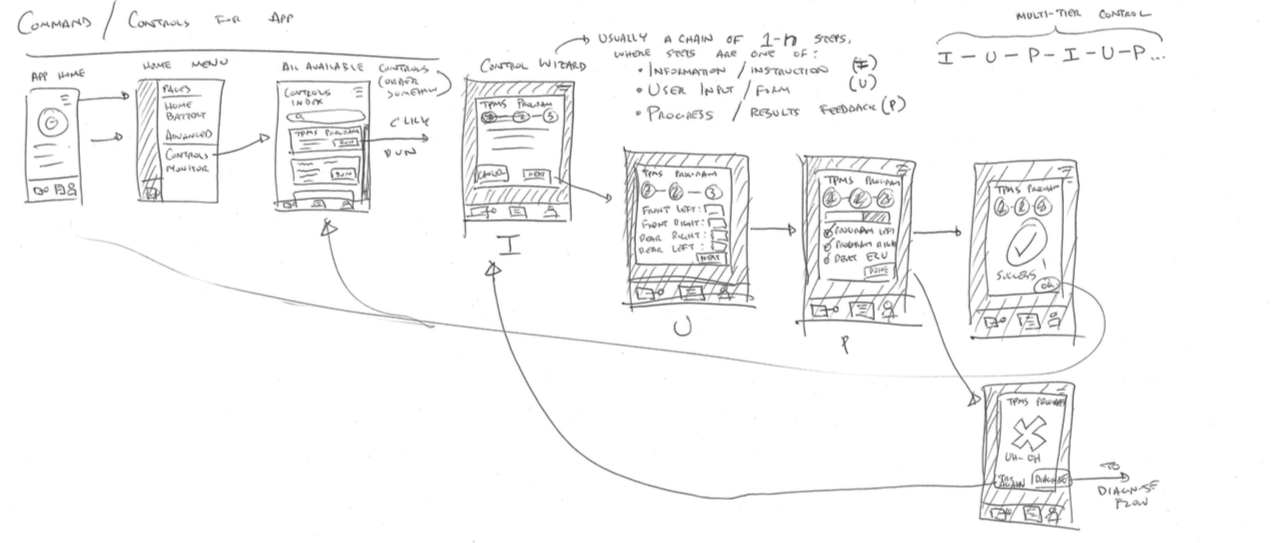 COMMAND / CONTROLS FOR APP
MULTI-TIER CONTROL
I - U - P - I - U - P...
USUALLY A CHAIN OF 1-n STEPS,
WHERE STEPS ARE ONE OF:
• INFORMATION / INSTRUCTION (I)
• USER INPUT / FORM (U)
• PROGRESS / RESULTS FEEDBACK (P)
APP HOME
HOME MENU
PAGES
HOME
BATTERY
ADVANCED
CONTROLS
MONITOR
ALL AVAILABLE CONTROLS
(ORDER
SOMEHOW)
CONTROLS
INDEX
TPMS PROGRAM
RUN
RUN
CLICK
RUN
CONTROL WIZARD
TPMS PROGRAM
1 - 2 - 3
CANCEL
NEXT
I
TPMS PROGRAM
1 - 2 - 3
FRONT LEFT:
FRONT RIGHT:
REAR RIGHT:
REAR LEFT:
NEXT
U
TPMS PROGRAM
1 - 2 - 3
PROGRAM LEFT
PROGRAM RIGHT
DONE
P
TPMS PROGRAM
1 - 2 - 3
SUCCESS!
OK
TPMS PROGRAM
UH-OH
TRY
AGAIN
DIAGNOSE
TO
DIAGNOSE
FLOW